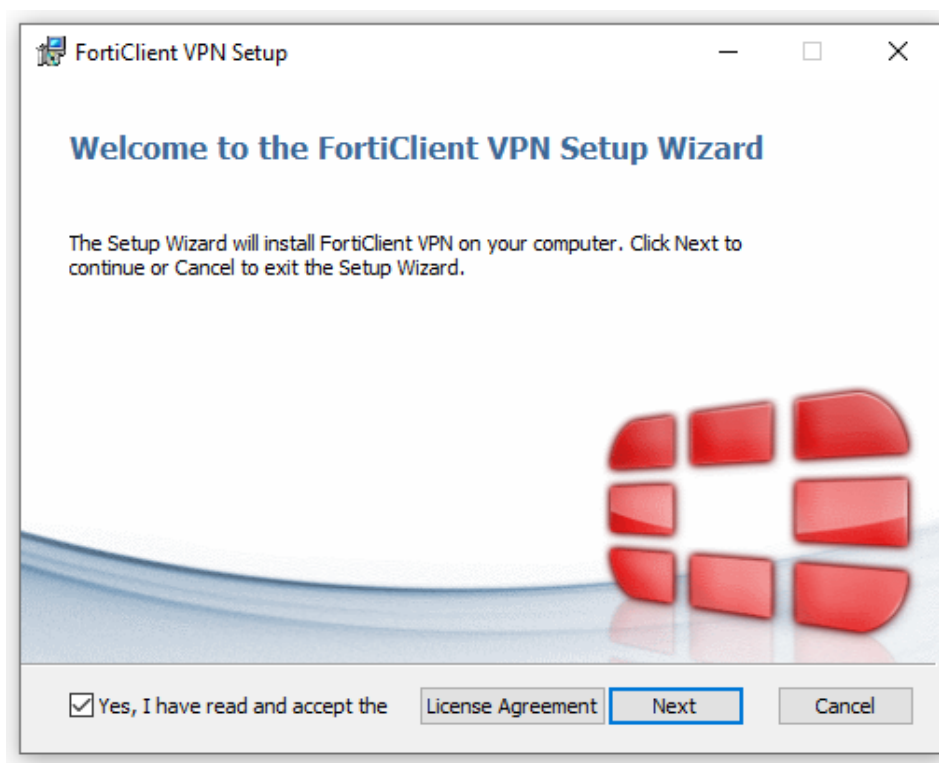 FortiClient VPN Setup
Welcome to the FortiClient VPN Setup Wizard
The Setup Wizard will install FortiClient VPN on your computer. Click Next to
continue or Cancel to exit the Setup Wizard.
Yes, I have read and accept the License Agreement Next Cancel